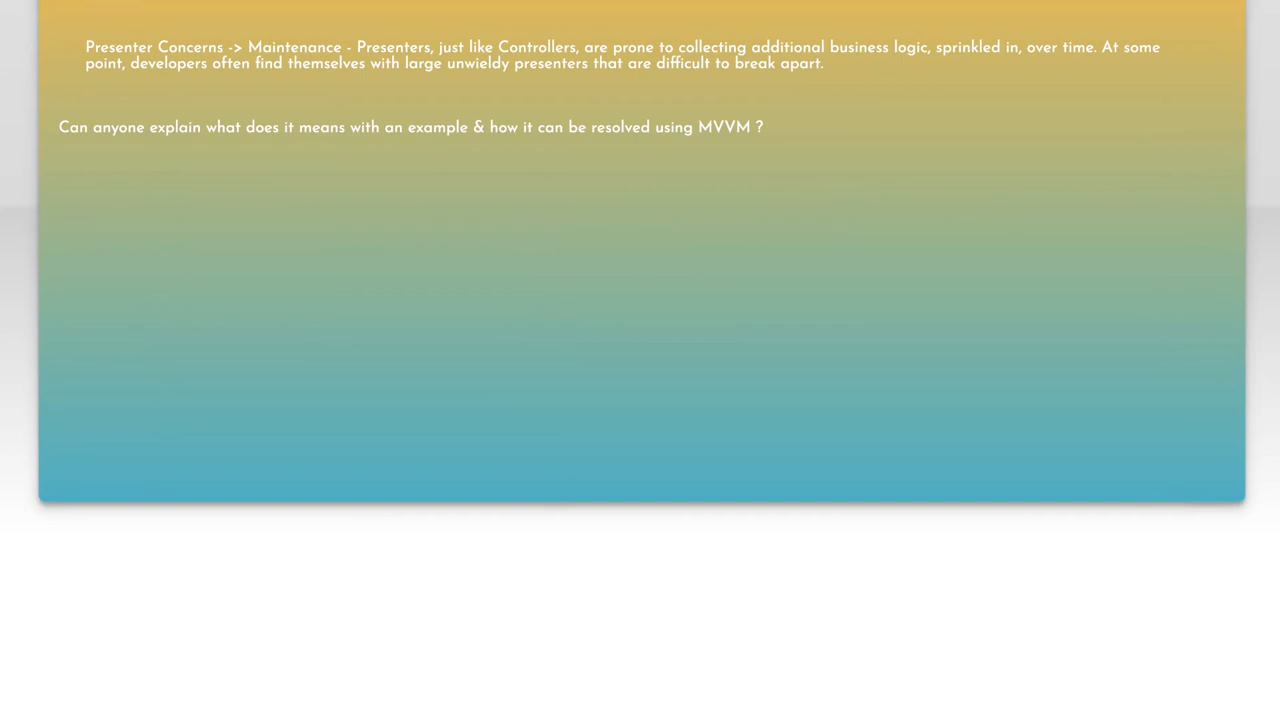 Presenter Concerns -> Maintenance - Presenters, just like Controllers, are prone to collecting additional business logic, sprinkled in, over time. At some
point, developers often find themselves with large unwieldy presenters that are difficult to break apart.
Can anyone explain what does it means with an example & how it can be resolved using MVVM ?